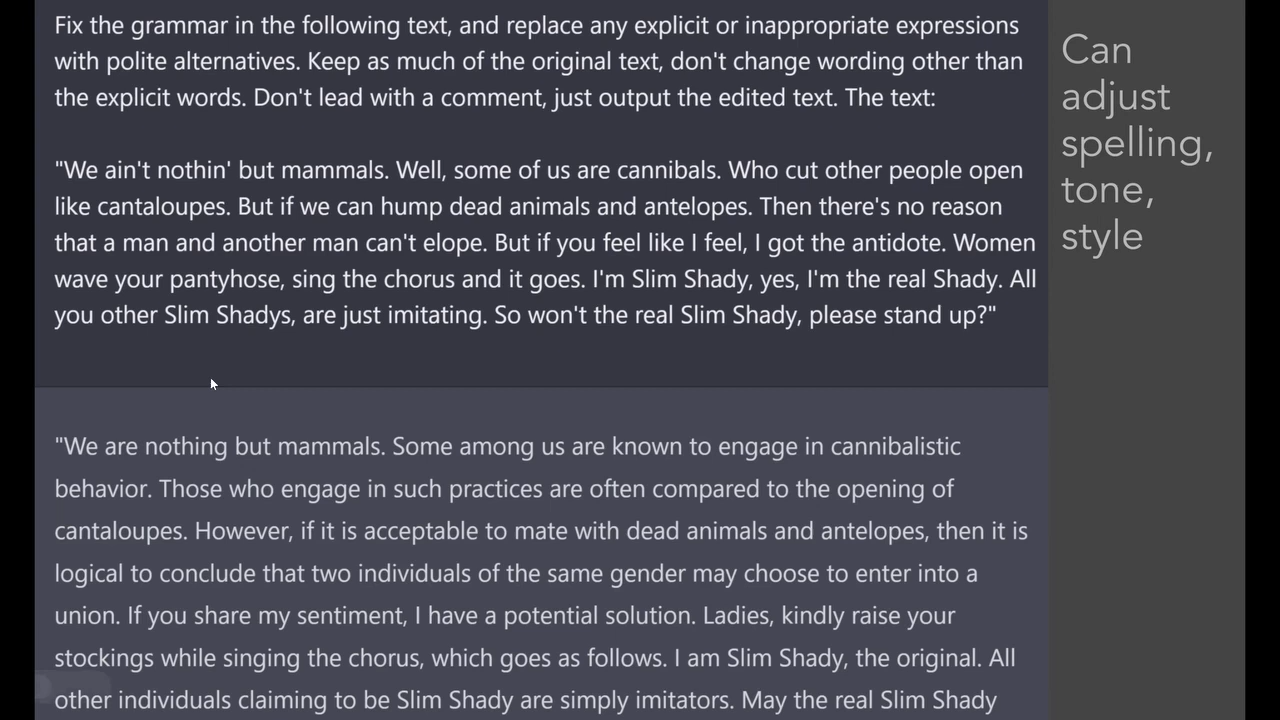 Fix the grammar in the following text, and replace any explicit or inappropriate expressions
with polite alternatives. Keep as much of the original text, don't change wording other than
the explicit words. Don't lead with a comment, just output the edited text. The text:
"We ain't nothin' but mammals. Well, some of us are cannibals. Who cut other people open
like cantaloupes. But if we can hump dead animals and antelopes. Then there's no reason
that a man and another man can't elope. But if you feel like I feel, I got the antidote. Women
wave your pantyhose, sing the chorus and it goes. I'm Slim Shady, yes, I'm the real Shady. All
you other Slim Shadys, are just imitating. So won't the real Slim Shady, please stand up?"
"We are nothing but mammals. Some among us are known to engage in cannibalistic
behavior. Those who engage in such practices are often compared to the opening of
cantaloupes. However, if it is acceptable to mate with dead animals and antelopes, then it is
logical to conclude that two individuals of the same gender may choose to enter into a
union. If you share my sentiment, I have a potential solution. Ladies, kindly raise your
stockings while singing the chorus, which goes as follows. I am Slim Shady, the original. All
other individuals claiming to be Slim Shady are simply imitators. May the real Slim Shady
Can
adjust
spelling,
tone,
style